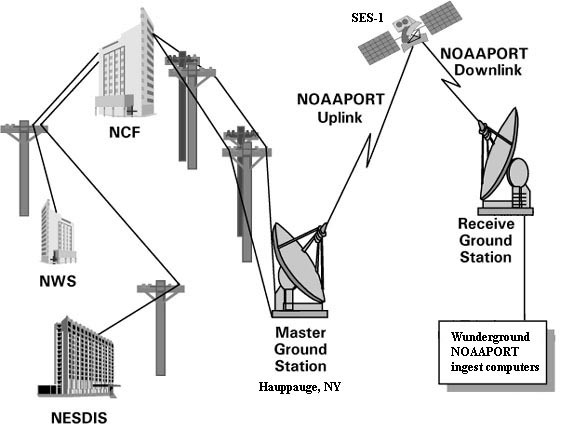 SES-1
NOAAPORT
Downlink
NOAAPORT
Uplink
NCF
Receive
Ground
Station
NWS
Master
Ground
Station
Hauppauge, NY
Wunderground
NOAAPORT
ingest computers
NESDIS